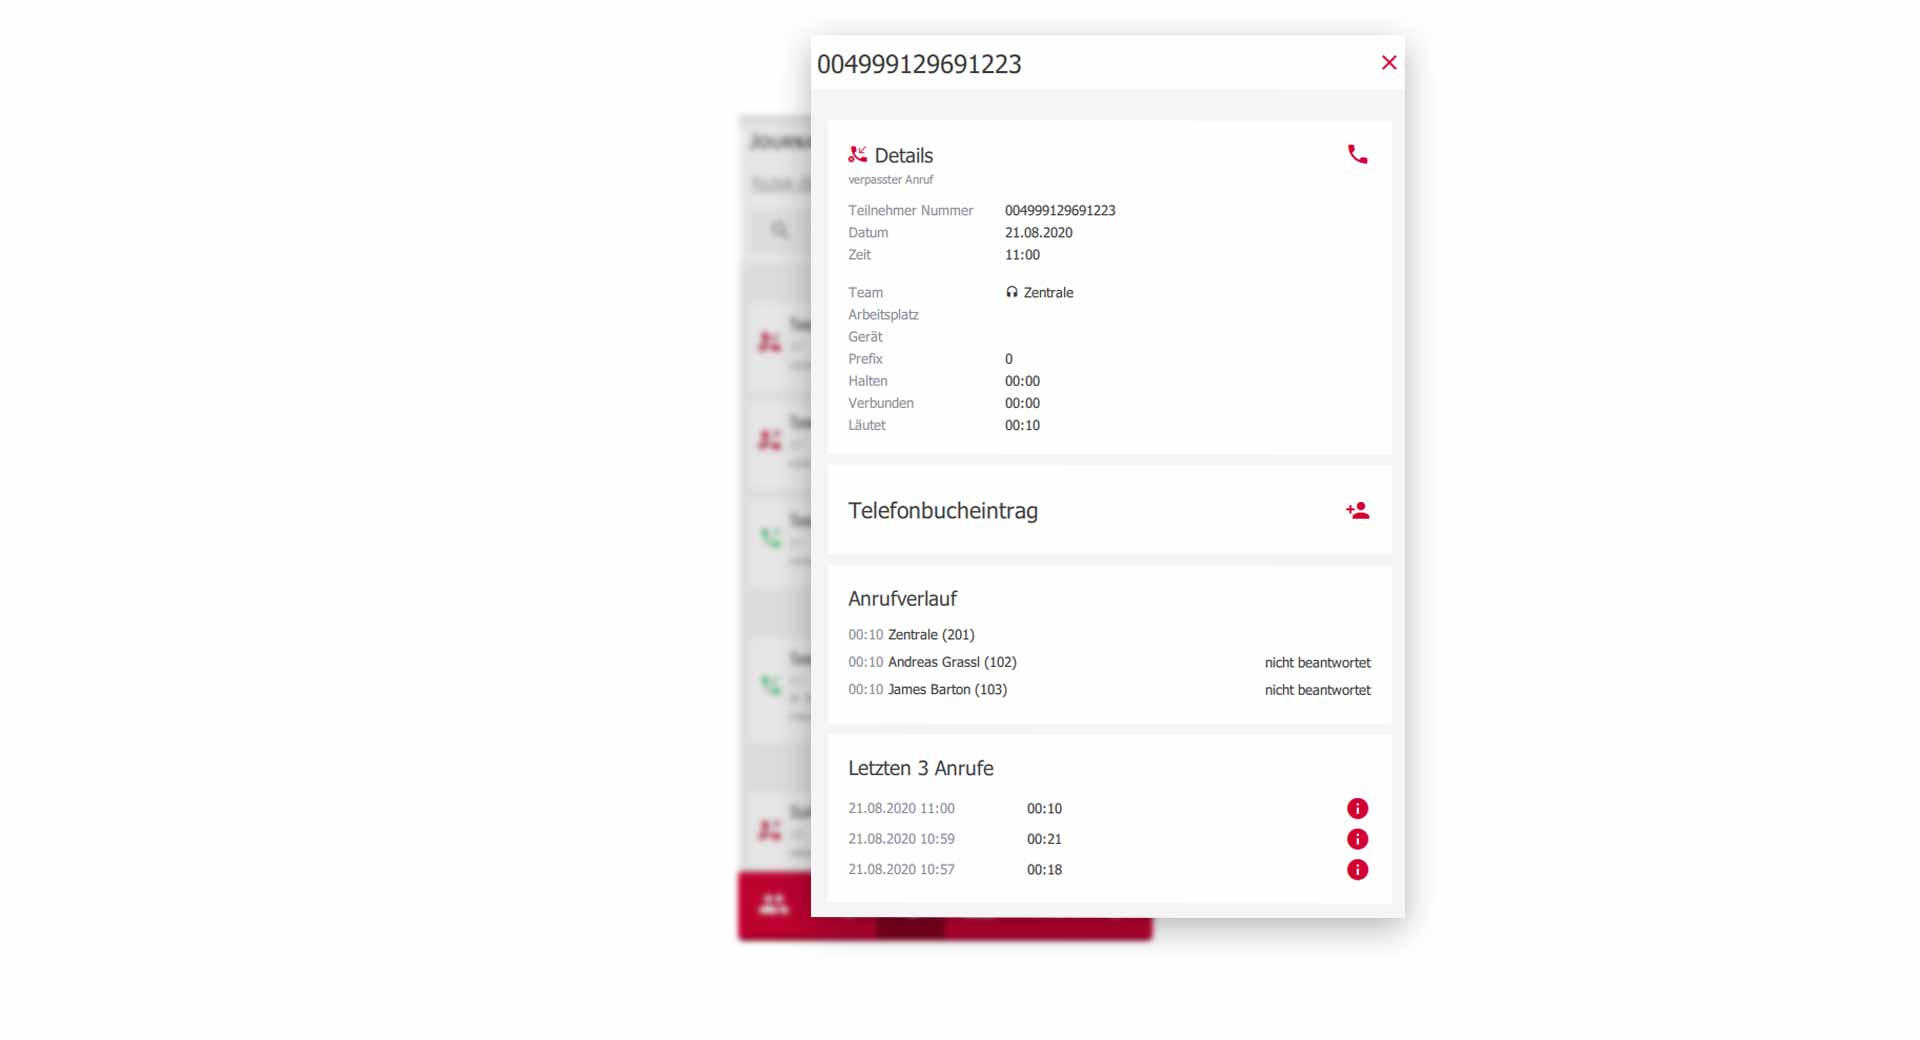 004999129691223
Details
verpasster Anruf
Teilnehmer Nummer 004999129691223
Datum 21.08.2020
Zeit 11:00
Team Zentrale
Arbeitsplatz
Gerät
Prefix 0
Halten 00:00
Verbunden 00:00
Läutet 00:10
Telefonbucheintrag
Anrufverlauf
00:10 Zentrale (201)
00:10 Andreas Grassl (102) nicht beantwortet
00:10 James Barton (103) nicht beantwortet
Letzten 3 Anrufe
21.08.2020 11:00 00:10
21.08.2020 10:59 00:21
21.08.2020 10:57 00:18